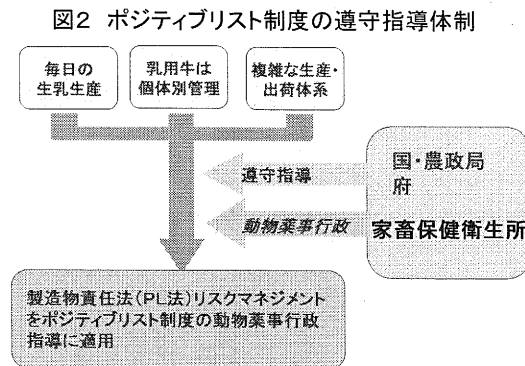 図2 ポジティブリスト制度の遵守指導体制
毎日の
生乳生産
乳用牛は
個体別管理
複雑な生産・
出荷体系
遵守指導
動物薬事行政
国・農政局
府
家畜保健衛生所
製造物責任法(PL法)リスクマネジメント
をポジティブリスト制度の動物薬事行政
指導に適用